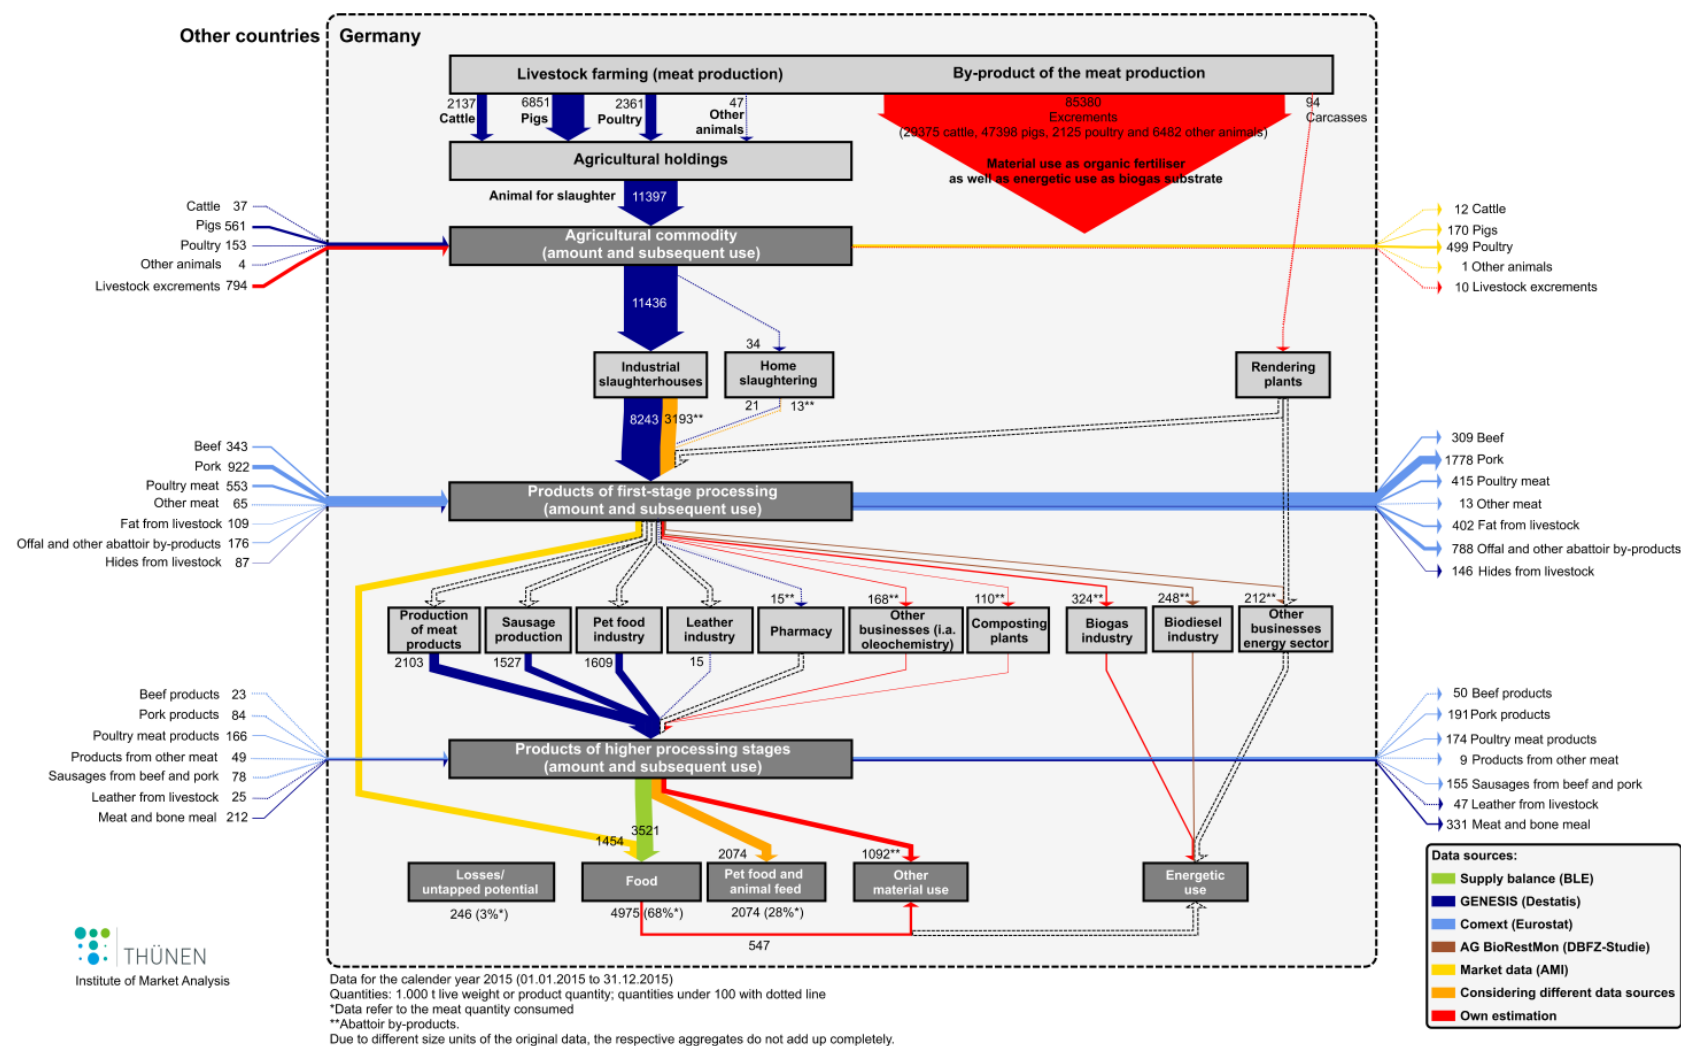 Other countries
Germany
Livestock farming (meat production)
By-product of the meat production
2137
Cattle
6851
Pigs
2361
Poultry
47
Other
animals
85380
Excrements
(29375 cattle, 47398 pigs, 2125 poultry and 6482 other animals)
94
Carcasses
Material use as organic fertiliser
as well as energetic use as biogas substrate
Agricultural holdings
Animal for slaughter
11397
Cattle 37
Pigs 561
Poultry 153
Other animals 4
Livestock excrements 794
Agricultural commodity
(amount and subsequent use)
12 Cattle
170 Pigs
499 Poultry
1 Other animals
10 Livestock excrements
11436
34
Industrial
slaughterhouses
Home
slaughtering
Rendering
plants
8243
3193**
21
13**
Beef 343
Pork 922
Poultry meat 553
Other meat 65
Fat from livestock 109
Offal and other abattoir by-products 176
Hides from livestock 87
Products of first-stage processing
(amount and subsequent use)
309 Beef
1778 Pork
415 Poultry meat
13 Other meat
402 Fat from livestock
788 Offal and other abattoir by-products
146 Hides from livestock
15**
168**
110**
324**
248**
212**
Production
of meat
products
Sausage
production
Pet food
industry
Leather
industry
Pharmacy
Other
businesses (i.a.
oleochemistry)
Composting
plants
Biogas
industry
Biodiesel
industry
Other
businesses
energy sector
2103
1527
1609
15
Beef products 23
Pork products 84
Poultry meat products 166
Products from other meat 49
Sausages from beef and pork 78
Leather from livestock 25
Meat and bone meal 212
Products of higher processing stages
(amount and subsequent use)
50 Beef products
191 Pork products
174 Poultry meat products
9 Products from other meat
155 Sausages from beef and pork
47 Leather from livestock
331 Meat and bone meal
1454
3521
2074
1092**
Losses/
untapped potential
Food
Pet food and
animal feed
Other
material use
Energetic
use
246 (3%*)
4975 (68%*)
2074 (28%*)
547
Data sources:
Supply balance (BLE)
GENESIS (Destatis)
Comext (Eurostat)
AG BioRestMon (DBFZ-Studie)
Market data (AMI)
Considering different data sources
Own estimation
THÜNEN
Institute of Market Analysis
Data for the calender year 2015 (01.01.2015 to 31.12.2015)
Quantities: 1.000 t live weight or product quantity; quantities under 100 with dotted line
*Data refer to the meat quantity consumed
**Abattoir by-products.
Due to different size units of the original data, the respective aggregates do not add up completely.